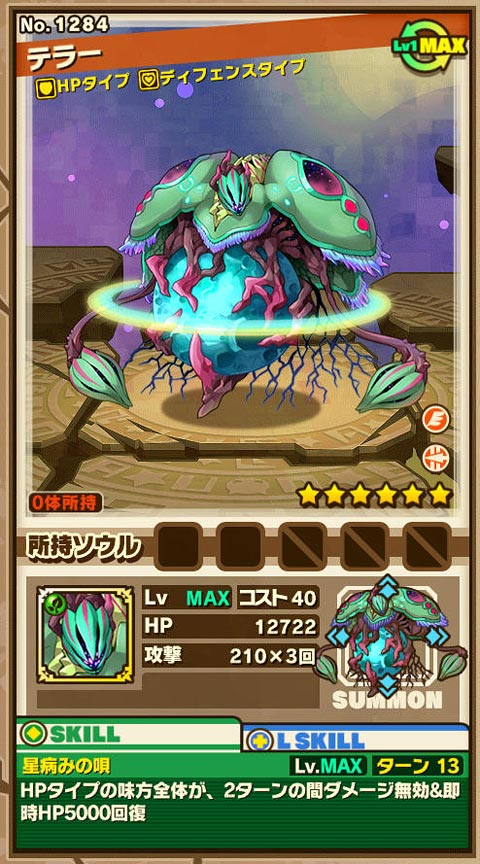 No.1284
テラー
Lv1 MAX
HPタイプ ディフェンスタイプ
E
0体所持
所持ソウル
Lv MAX コスト 40
HP 12722
攻撃 210×3回
SUMMON
SKILL
L SKILL
星病みの唄 Lv.MAX ターン 13
HPタイプの味方全体が、2ターンの間ダメージ無効&即
時HP5000回復